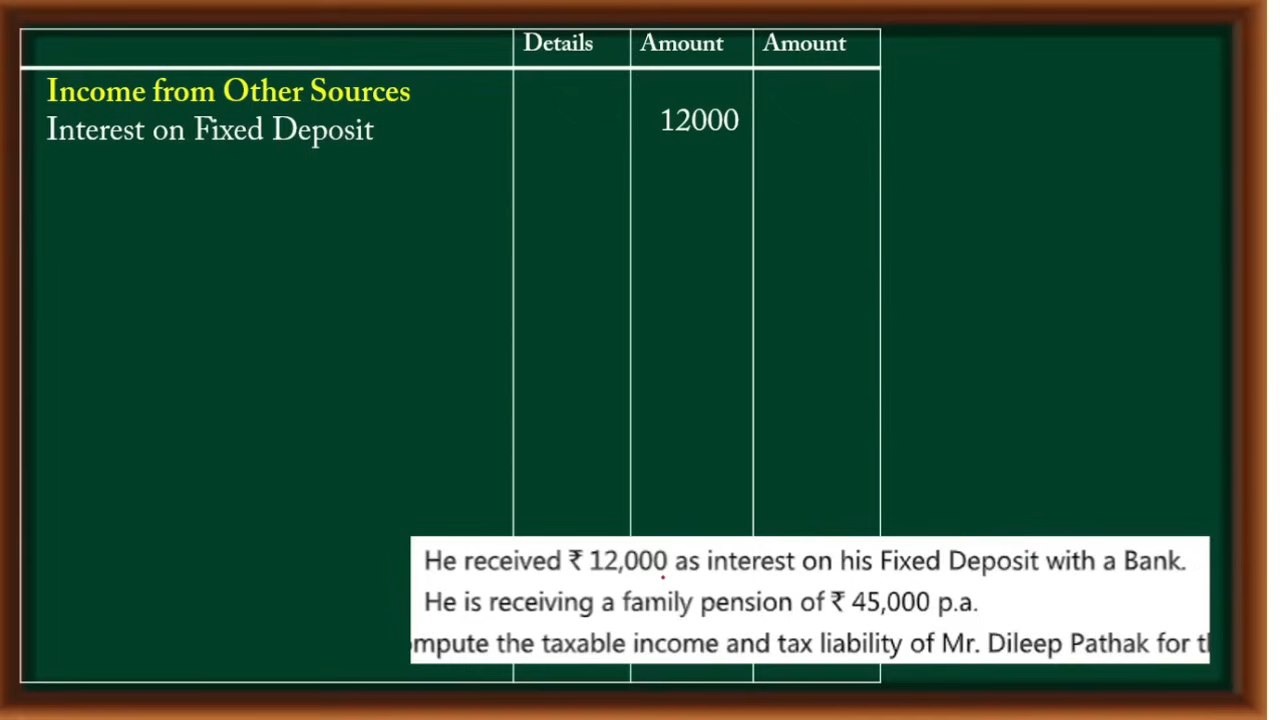 Details Amount Amount
Income from Other Sources
Interest on Fixed Deposit 12000
He received ₹ 12,000 as interest on his Fixed Deposit with a Bank.
He is receiving a family pension of ₹ 45,000 p.a.
mpute the taxable income and tax liability of Mr. Dileep Pathak for